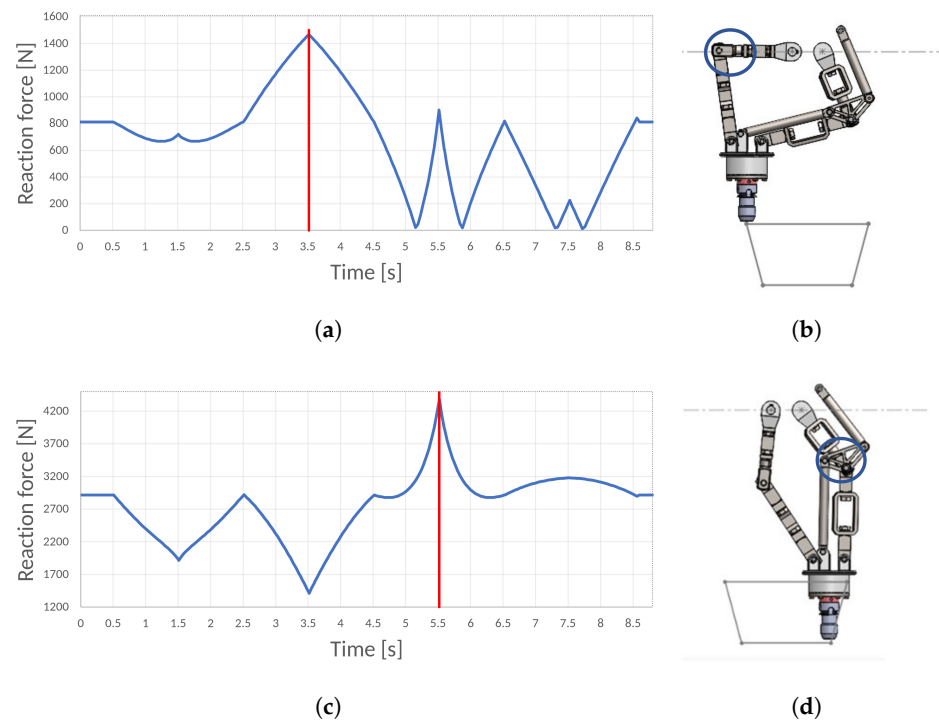 1600
1400
1200
1000
800
600
400
200
0
Reaction force [N]
0 0.5 1 1.5 2 2.5 3 3.5 4 4.5 5 5.5 6 6.5 7 7.5 8 8.5
Time [s]
(a)
(b)
4200
3700
3200
2700
2200
1700
1200
Reaction force [N]
0 0.5 1 1.5 2 2.5 3 3.5 4 4.5 5 5.5 6 6.5 7 7.5 8 8.5
Time [s]
(c)
(d)